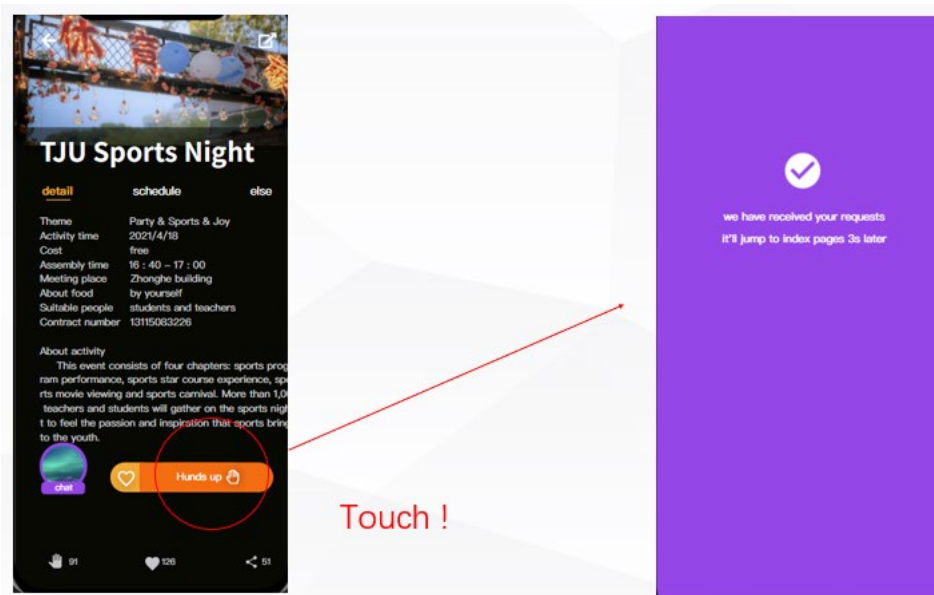 体育
TJU Sports Night
detail schedule else
Theme Party & Sports & Joy
Activity time 2021/4/18
Cost free
Assembly time 16 : 40 – 17 : 00
Meeting place Zhonghe building
About food by yourself
Suitable people students and teachers
Contract number 13115083226
About activity
This event consists of four chapters: sports prog
ram performance, sports star course experience, spo
rts movie viewing and sports carnival. More than 1,00
teachers and students will gather on the sports nigh
t to feel the passion and inspiration that sports bring
to the youth.
chat
Hunds up
91 126 51
Touch !
we have received your requests
it'll jump to index pages 3s later